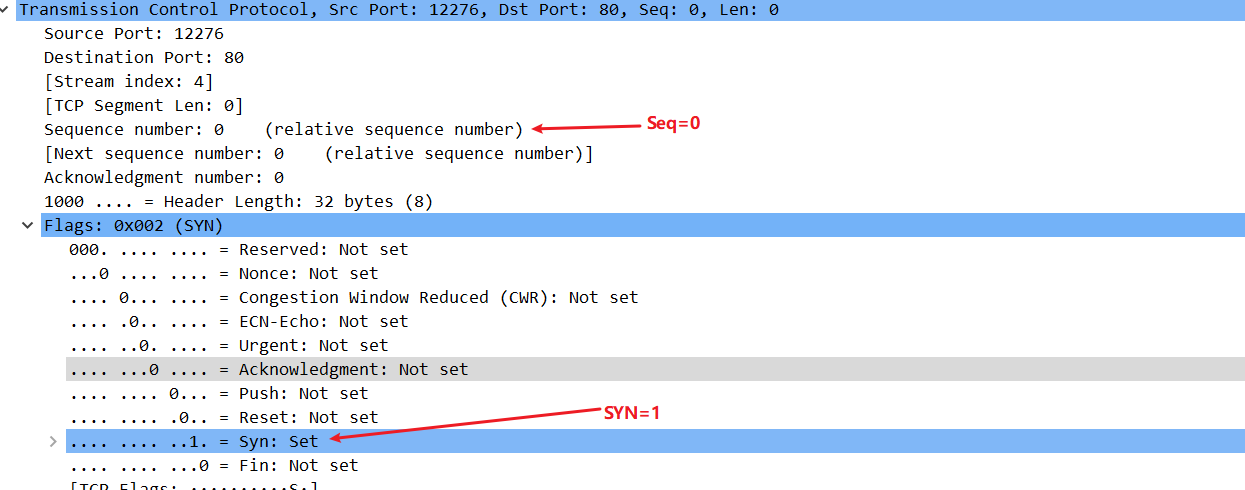 Transmission Control Protocol, Src Port: 12276, Dst Port: 80, Seq: 0, Len: 0
Source Port: 12276
Destination Port: 80
[Stream index: 4]
[TCP Segment Len: 0]
Sequence number: 0    (relative sequence number) Seq=0
[Next sequence number: 0    (relative sequence number)]
Acknowledgment number: 0
1000 .... = Header Length: 32 bytes (8)
Flags: 0x002 (SYN)
000. .... .... = Reserved: Not set
...0 .... .... = Nonce: Not set
.... 0... .... = Congestion Window Reduced (CWR): Not set
.... .0.. .... = ECN-Echo: Not set
.... ..0. .... = Urgent: Not set
.... ...0 .... = Acknowledgment: Not set
.... .... 0... = Push: Not set
.... .... .0.. = Reset: Not set
SYN=1
.... .... ..1. = Syn: Set
.... .... ...0 = Fin: Not set
[TCP Flags: ··········S·]